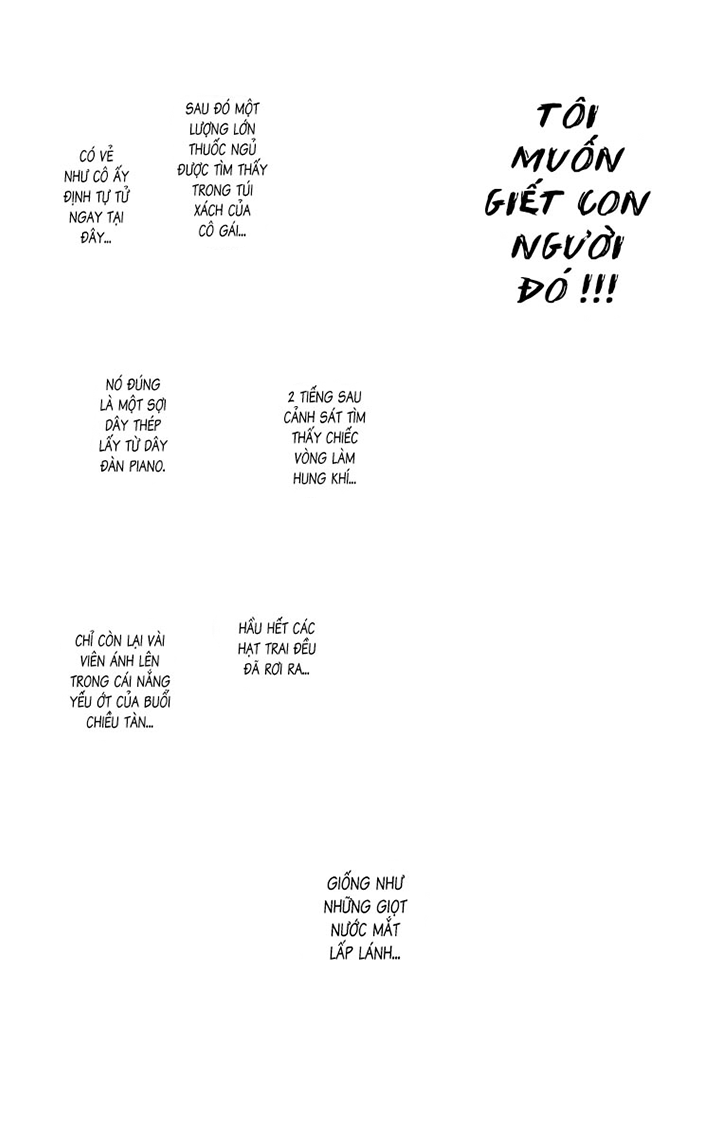 TÔI
MUỐN
GIẾT CON
NGƯỜI
ĐÓ !!!
SAU ĐÓ MỘT
LƯỢNG LỚN
THUỐC NGỦ
ĐƯỢC TÌM THẤY
TRONG TÚI
XÁCH CỦA
CÔ GÁI...
CÓ VẺ
NHƯ CÔ ẤY
ĐỊNH TỰ TỬ
NGAY TẠI
ĐÂY...
2 TIẾNG SAU
CẢNH SÁT TÌM
THẤY CHIẾC
VÒNG LÀM
HUNG KHÍ...
NÓ ĐÚNG
LÀ MỘT SỢI
DÂY THÉP
LẤY TỪ DÂY
ĐÀN PIANO.
HẦU HẾT CÁC
HẠT TRAI ĐỀU
ĐÃ RƠI RA...
CHỈ CÒN LẠI VÀI
VIÊN ÁNH LÊN
TRONG CÁI NẮNG
YẾU ỚT CỦA BUỔI
CHIỀU TÀN...
GIỐNG NHƯ
NHỮNG GIỌT
NƯỚC MẮT
LẤP LÁNH...